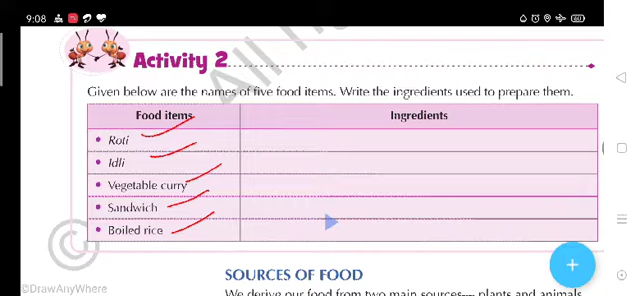 9:08
60
Activity 2
Given below are the names of five food items. Write the ingredients used to prepare them.
Food items Ingredients
• Roti
• Idli
• Vegetable curry
• Sandwich
• Boiled rice
SOURCES OF FOOD
We derive our food from two main sources— plants and animals
©DrawAnyWhere